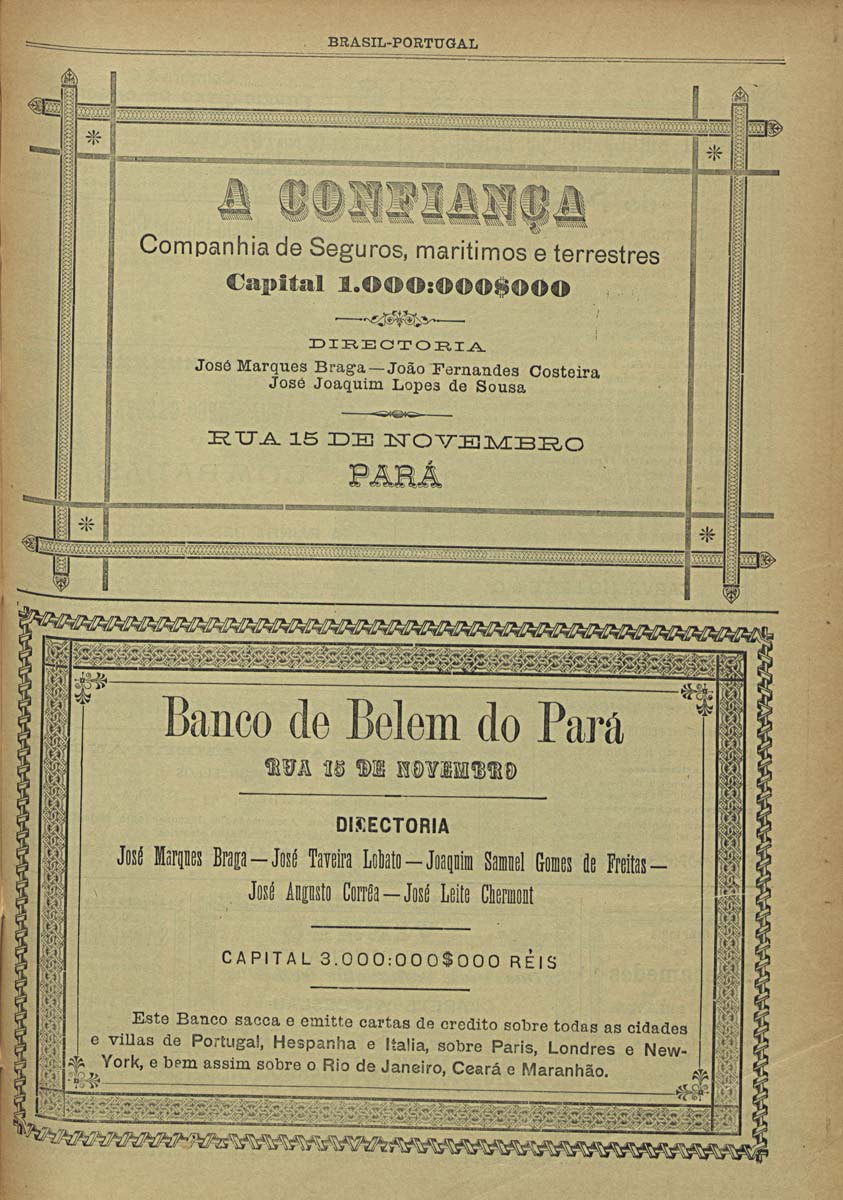 BRASIL-PORTUGAL
A CONFIANÇA
Companhia de Seguros, maritimos e terrestres
Capital 1.000:000$000
DIRECTORIA
José Marques Braga—João Fernandes Costeira
José Joaquim Lopes de Sousa
RUA 15 DE NOVEMBRO
PARÁ
Banco de Belem do Pará
RUA 15 DE NOVEMBRO
DIRECTORIA
José Marques Braga—José Taveira Lobato—Joaquim Samuel Gomes de Freitas—
José Augusto Corrêa—José Leite Chermont
CAPITAL 3.000:000$000 RÉIS
Este Banco sacca e emitte cartas de credito sobre todas as cidades
e villas de Portugal, Hespanha e Italia, sobre Paris, Londres e New-
York, e bem assim sobre o Rio de Janeiro, Ceará e Maranhão.